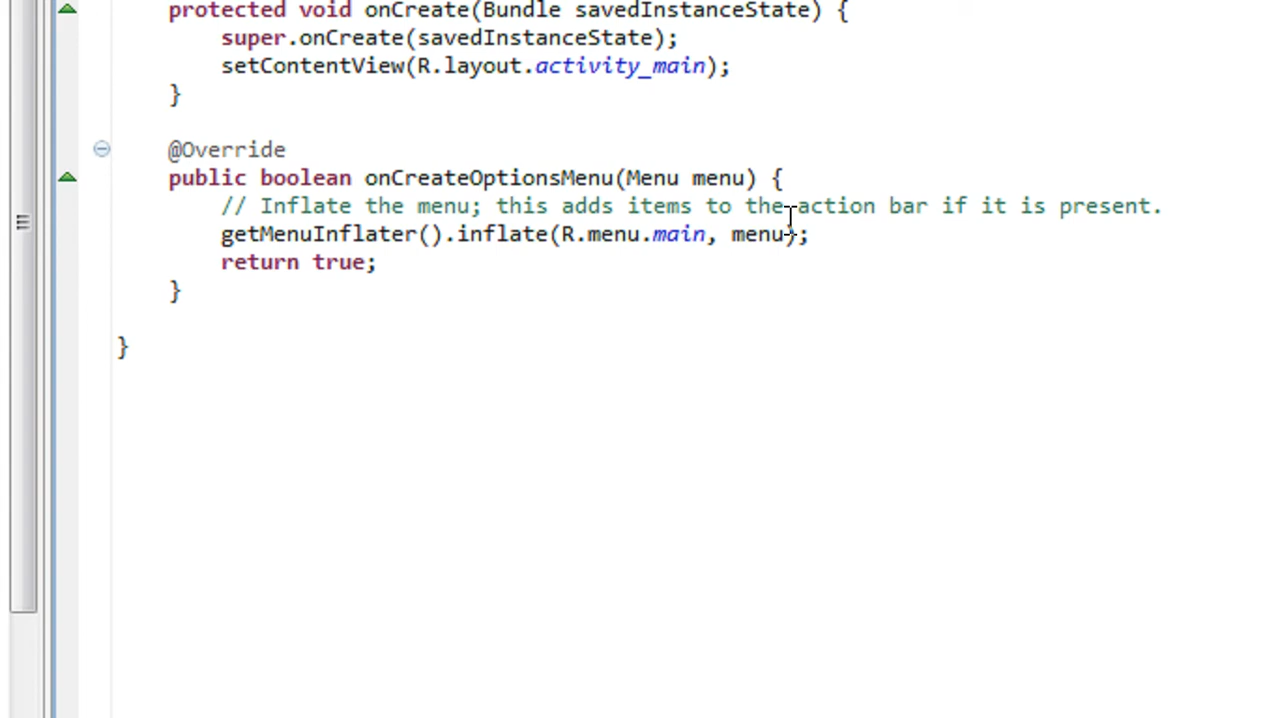 protected void onCreate(Bundle savedInstanceState) {
super.onCreate(savedInstanceState);
setContentView(R.layout.activity_main);
}
@Override
public boolean onCreateOptionsMenu(Menu menu) {
// Inflate the menu; this adds items to the action bar if it is present.
getMenuInflater().inflate(R.menu.main, menu);
return true;
}
}